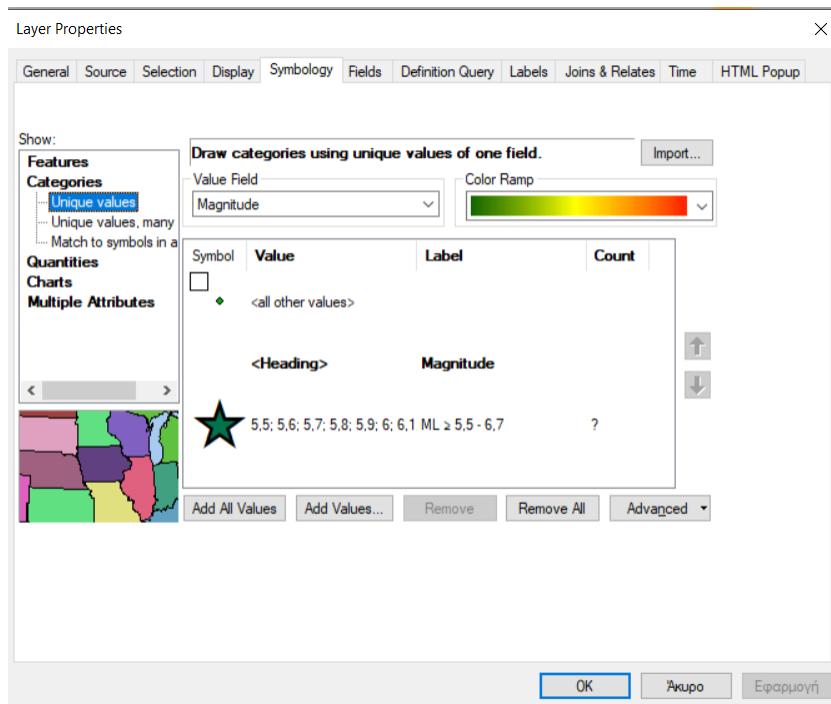 Layer Properties
General Source Selection Display Symbology Fields Definition Query Labels Joins & Relates Time HTML Popup
Show:
Features
Categories
Unique values
Unique values, many
Match to symbols in a
Quantities
Charts
Multiple Attributes
Draw categories using unique values of one field.
Import...
Value Field
Magnitude
Color Ramp
Symbol Value Label Count
<all other values>
<Heading> Magnitude
5,5; 5,6; 5,7; 5,8; 5,9; 6; 6,1 ML ≥ 5,5 - 6,7 ?
Add All Values Add Values... Remove Remove All Advanced
OK Άκυρο Εφαρμογή